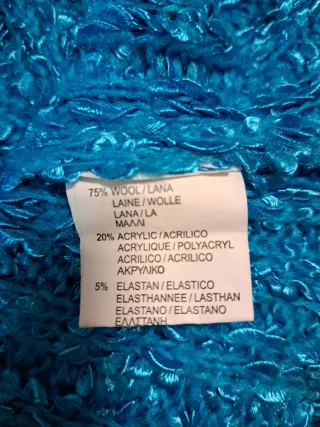 75% WOOL/LANA
LAINE/WOLLE
LANA/LA
ΜΑΛΛΙ
20% ACRYLIC/ACRILICO
ACRYLIQUE/POLYACRYL
ACRILICO/ACRILICO
ΑΚΡΥΛΙΚΟ
5% ELASTAN/ELASTICO
ELASTHANNEE/LASTHAN
ELASTANO/ELASTANO
ΕΛΑΣΤΑΝΗ